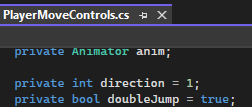 PlayerMoveControls.cs
private Animator anim;
private int direction = 1;
private bool doubleJump = true;